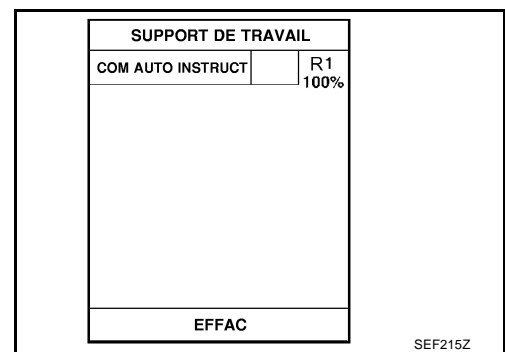 SUPPORT DE TRAVAIL
COM AUTO INSTRUCT R1
100%
EFFAC
SEF215Z